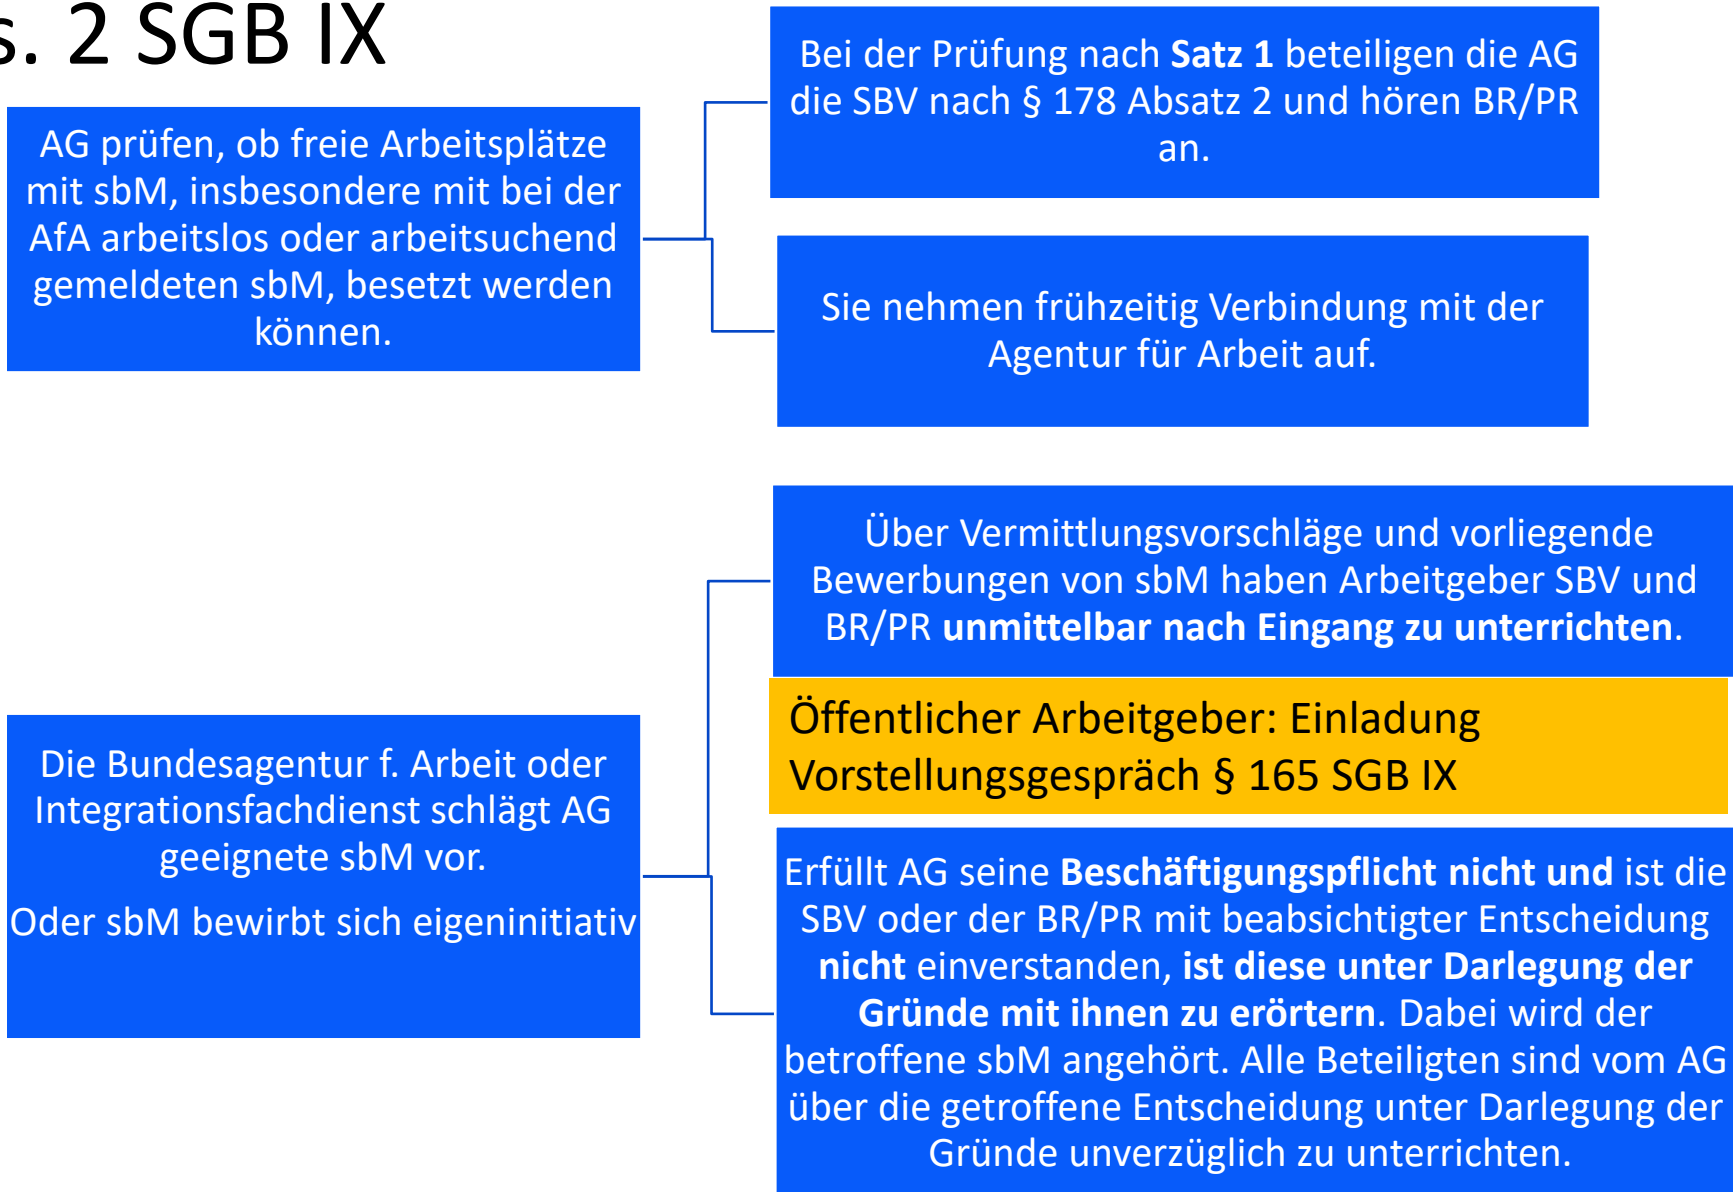 s. 2 SGB IX
AG prüfen, ob freie Arbeitsplätze
mit sbM, insbesondere mit bei der
AfA arbeitslos oder arbeitsuchend
gemeldeten sbM, besetzt werden
können.
Bei der Prüfung nach Satz 1 beteiligen die AG
die SBV nach § 178 Absatz 2 und hören BR/PR
an.
Sie nehmen frühzeitig Verbindung mit der
Agentur für Arbeit auf.
Die Bundesagentur f. Arbeit oder
Integrationsfachdienst schlägt AG
geeignete sbM vor.
Oder sbM bewirbt sich eigeninitiativ
Über Vermittlungsvorschläge und vorliegende
Bewerbungen von sbM haben Arbeitgeber SBV und
BR/PR unmittelbar nach Eingang zu unterrichten.
Öffentlicher Arbeitgeber: Einladung
Vorstellungsgespräch § 165 SGB IX
Erfüllt AG seine Beschäftigungspflicht nicht und ist die
SBV oder der BR/PR mit beabsichtigter Entscheidung
nicht einverstanden, ist diese unter Darlegung der
Gründe mit ihnen zu erörtern. Dabei wird der
betroffene sbM angehört. Alle Beteiligten sind vom AG
über die getroffene Entscheidung unter Darlegung der
Gründe unverzüglich zu unterrichten.